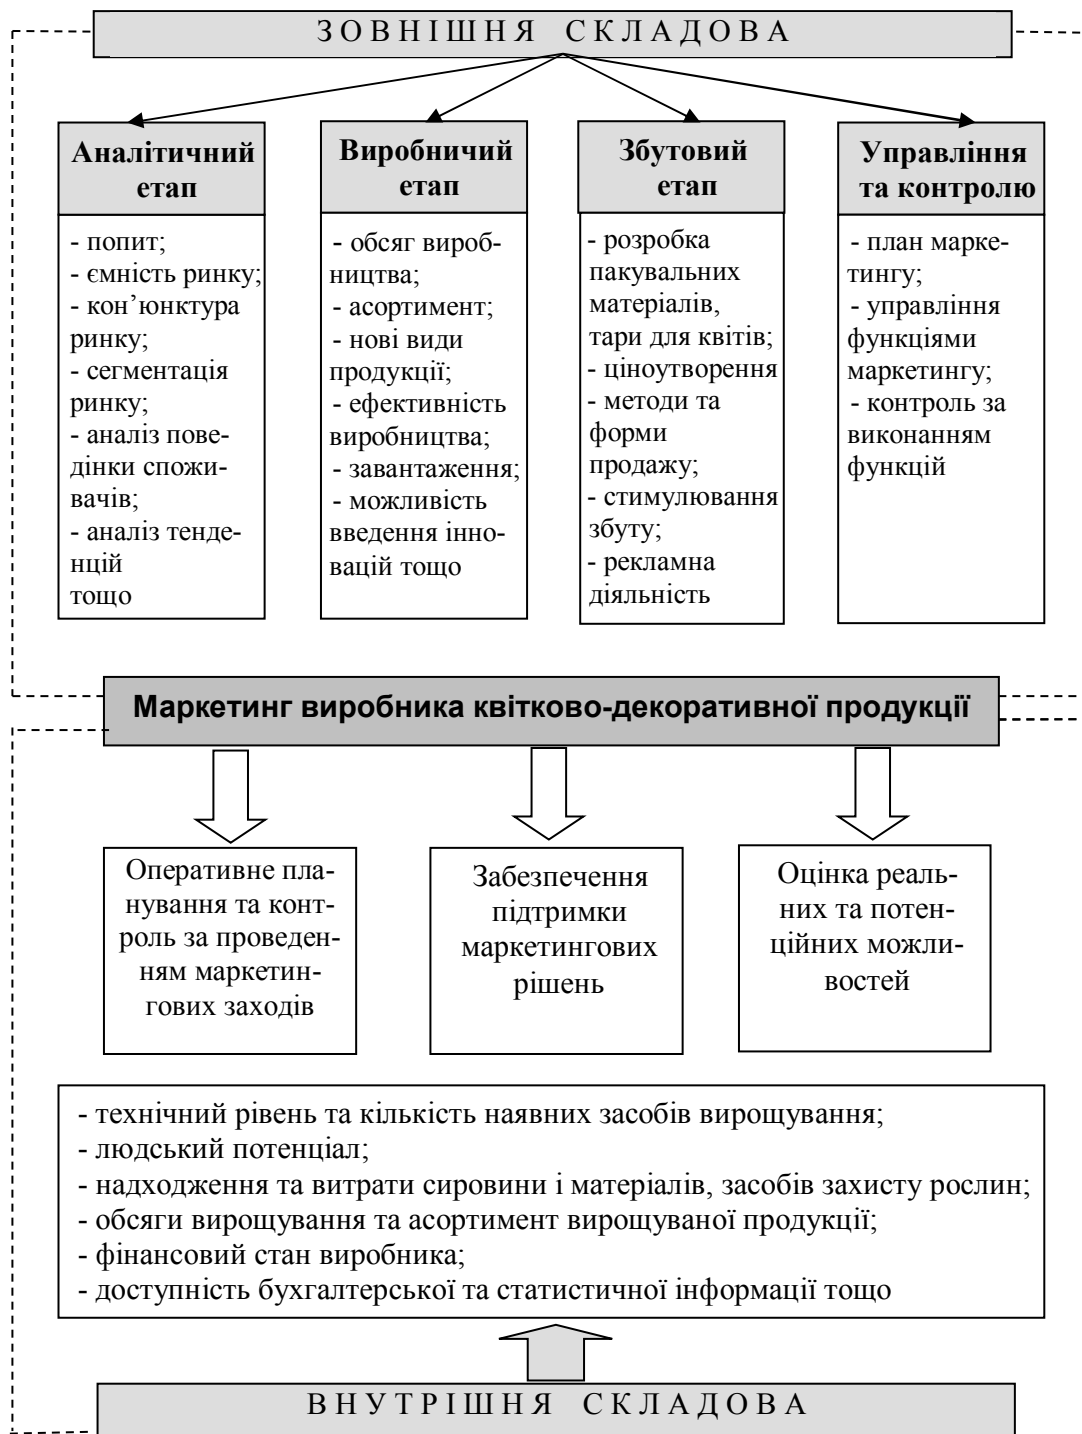 ЗОВНІШНЯ СКЛАДОВА
Аналітичний
етап
- попит;
- ємність ринку;
- кон’юнктура
ринку;
- сегментація
ринку;
- аналіз пове-
дінки спожи-
вачів;
- аналіз тенде-
нцій
тощо
Виробничий
етап
- обсяг вироб-
ництва;
- асортимент;
- нові види
продукції;
- ефективність
виробництва;
- завантаження;
- можливість
введення інно-
вацій тощо
Збутовий
етап
- розробка
пакувальних
матеріалів,
тари для квітів;
- ціноутворення
- методи та
форми
продажу;
- стимулювання
збуту;
- рекламна
діяльність
Управління
та контролю
- план марке-
тингу;
- управління
функціями
маркетингу;
- контроль за
виконанням
функцій
Маркетинг виробника квітково-декоративної продукції
Оперативне пла-
нування та конт-
роль за проведен-
ням маркетин-
гових заходів
Забезпечення
підтримки
маркетингових
рішень
Оцінка реаль-
них та потен-
ційних можли-
востей
- технічний рівень та кількість наявних засобів вирощування;
- людський потенціал;
- надходження та витрати сировини і матеріалів, засобів захисту рослин;
- обсяги вирощування та асортимент вирощуваної продукції;
- фінансовий стан виробника;
- доступність бухгалтерської та статистичної інформації тощо
ВНУТРІШНЯ СКЛАДОВА